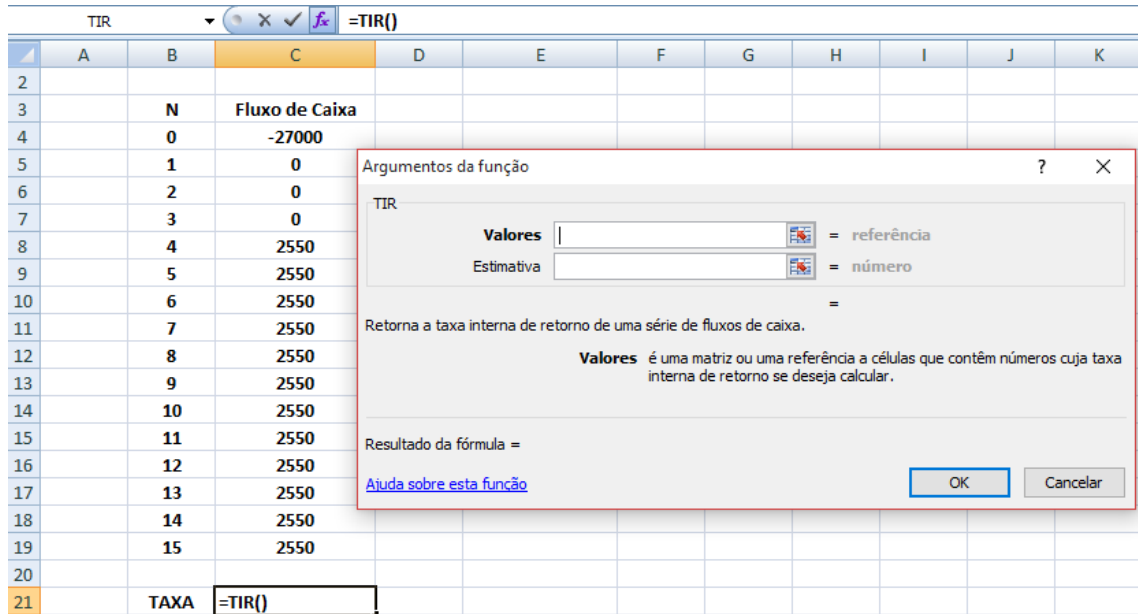 TIR fx =TIR()
A B C D E F G H I J K
2
3 N Fluxo de Caixa
4 0 -27000
5 1 0
6 2 0
7 3 0
8 4 2550
9 5 2550
10 6 2550
11 7 2550
12 8 2550
13 9 2550
14 10 2550
15 11 2550
16 12 2550
17 13 2550
18 14 2550
19 15 2550
20
21 TAXA =TIR()
Argumentos da função ? X
TIR
Valores = referência
Estimativa = número
=
Retorna a taxa interna de retorno de uma série de fluxos de caixa.
Valores é uma matriz ou uma referência a células que contêm números cuja taxa
interna de retorno se deseja calcular.
Resultado da fórmula =
Ajuda sobre esta função OK Cancelar